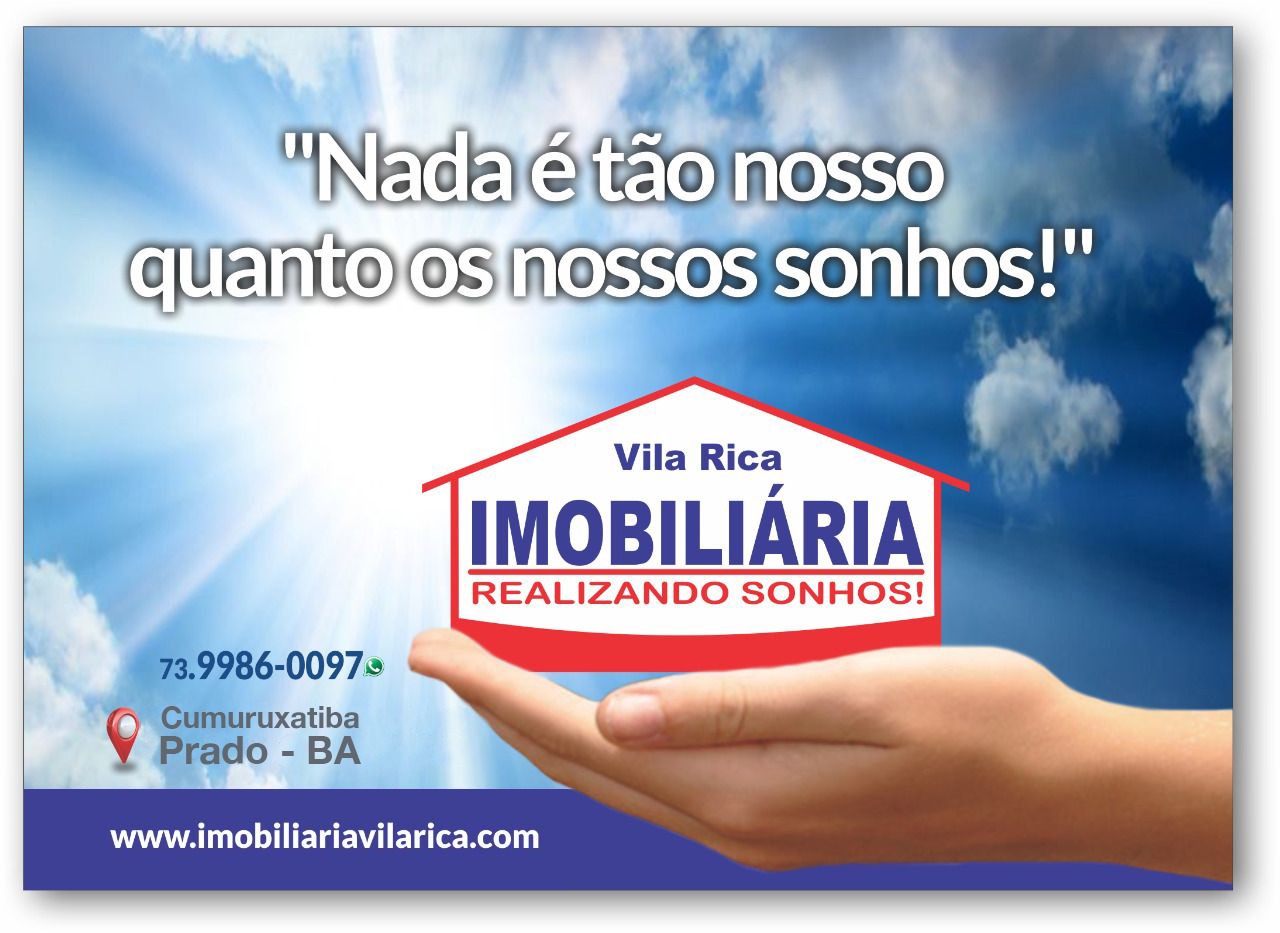 "Nada é tão nosso
quanto os nossos sonhos!"
Vila Rica
IMOBILIÁRIA
REALIZANDO SONHOS!
73.9986-0097
Cumuruxatiba
Prado - BA
www.imobiliariavilarica.com